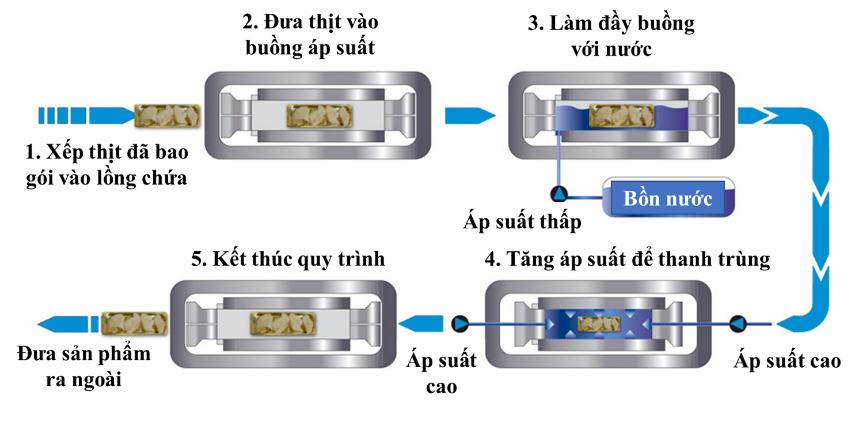 2. Đưa thịt vào
buồng áp suất
3. Làm đầy buồng
với nước
1. Xếp thịt đã bao
gói vào lồng chứa
Bồn nước
Áp suất thấp
5. Kết thúc quy trình
4. Tăng áp suất để thanh trùng
Đưa sản phẩm
ra ngoài
Áp suất
cao
Áp suất cao